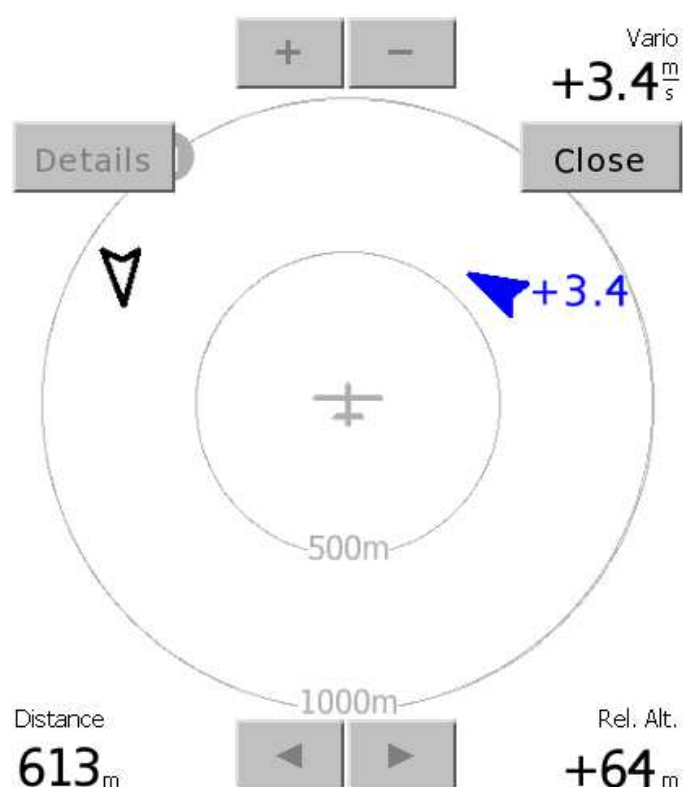 + −
Vario
+3.4 m/s
Details
Close
+3.4
500m
1000m
Distance
613m
Rel. Alt.
+64m